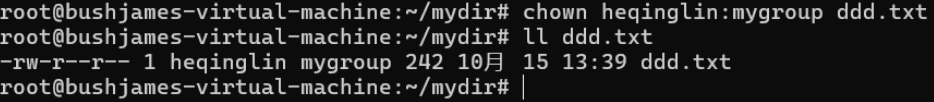 root@bushjames-virtual-machine:~/mydir# chown heqinglin:mygroup ddd.txt
root@bushjames-virtual-machine:~/mydir# ll ddd.txt
-rw-r--r-- 1 heqinglin mygroup 242 10月 15 13:39 ddd.txt
root@bushjames-virtual-machine:~/mydir#